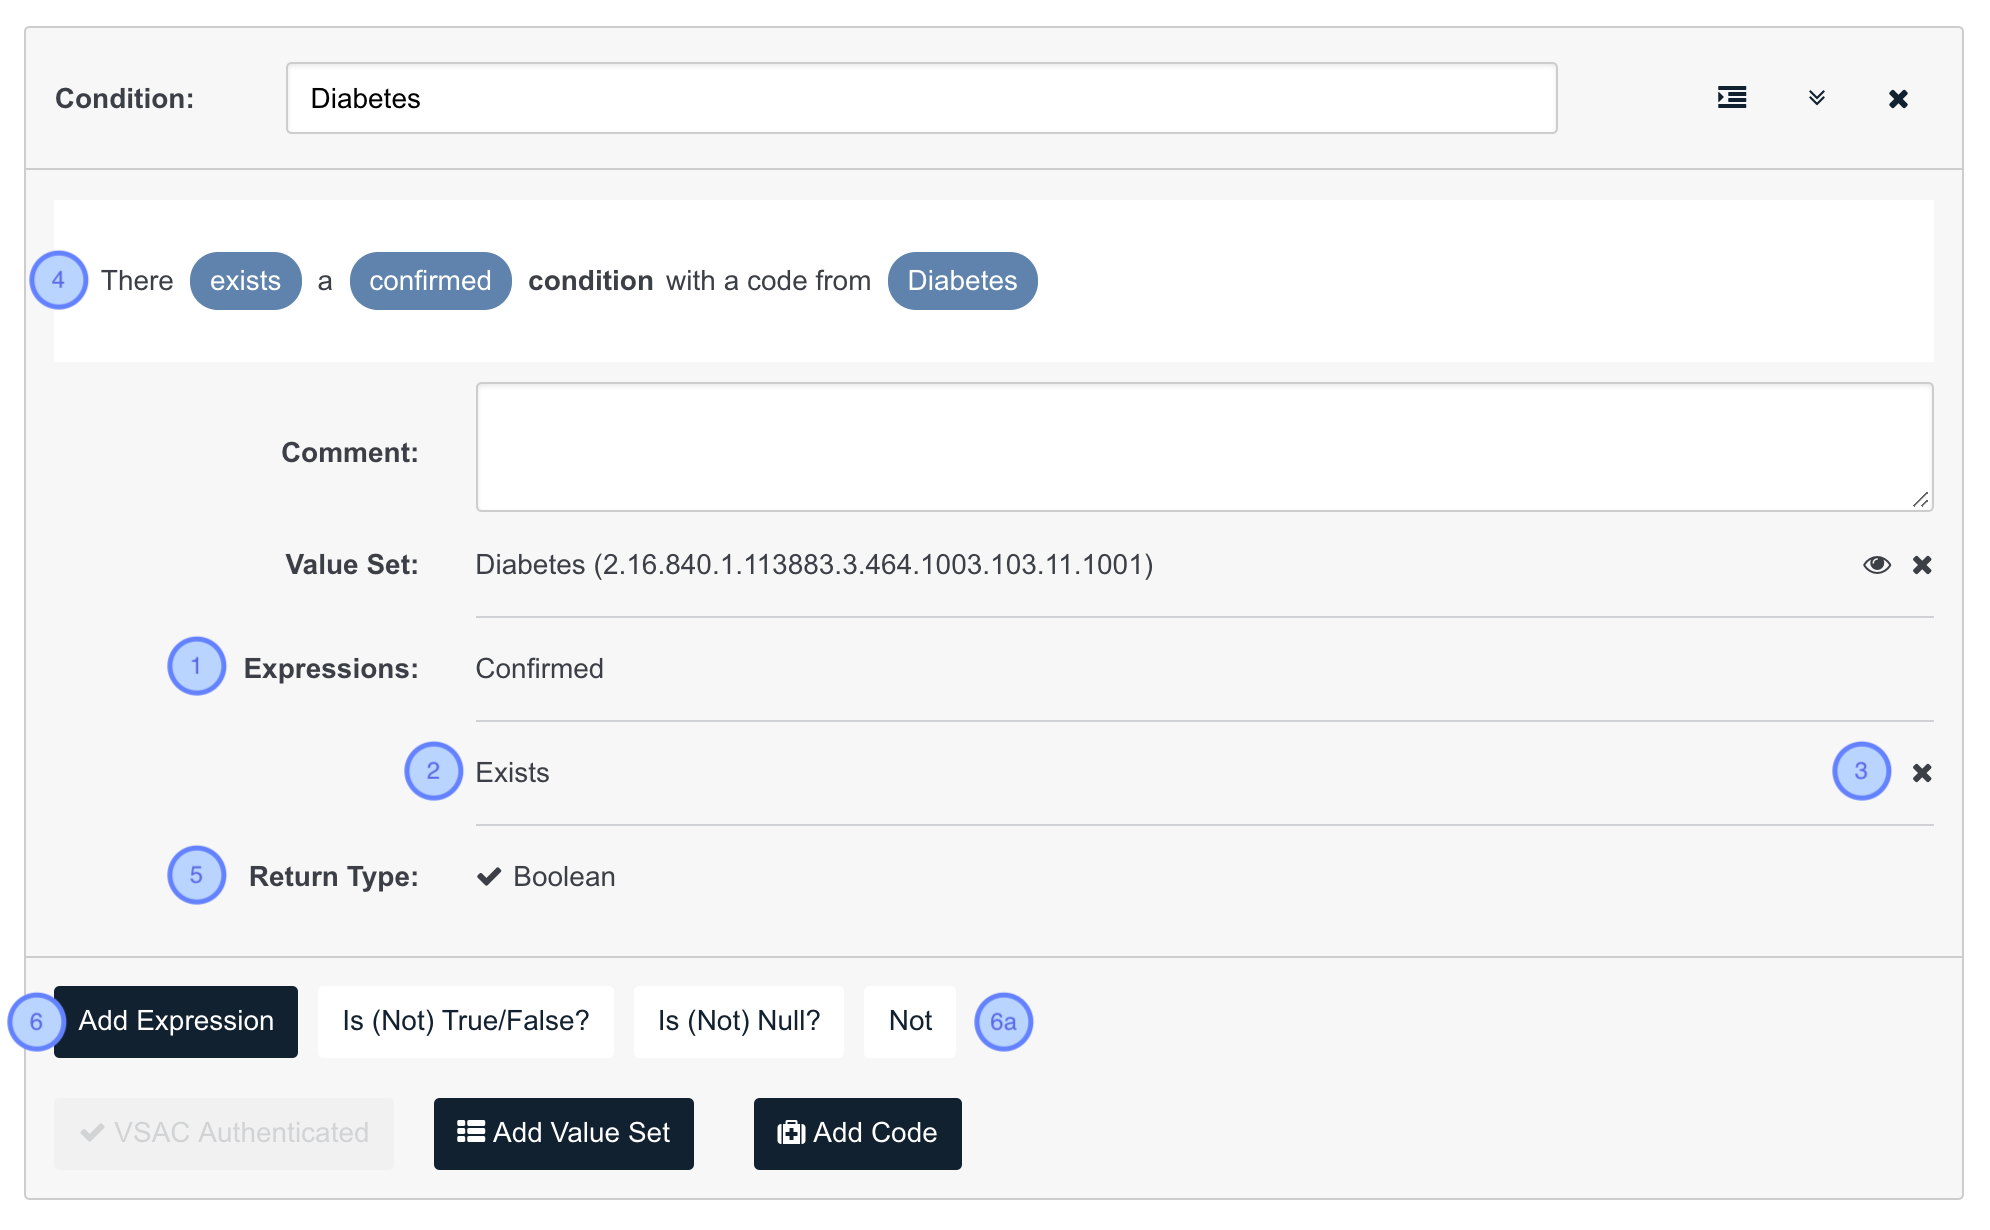 Condition: Diabetes
4 There exists a confirmed condition with a code from Diabetes
Comment:
Value Set: Diabetes (2.16.840.1.113883.3.464.1003.103.11.1001)
1 Expressions: Confirmed
2 Exists 3
5 Return Type: Boolean
6 Add Expression Is (Not) True/False? Is (Not) Null? Not 6a
VSAC Authenticated Add Value Set Add Code